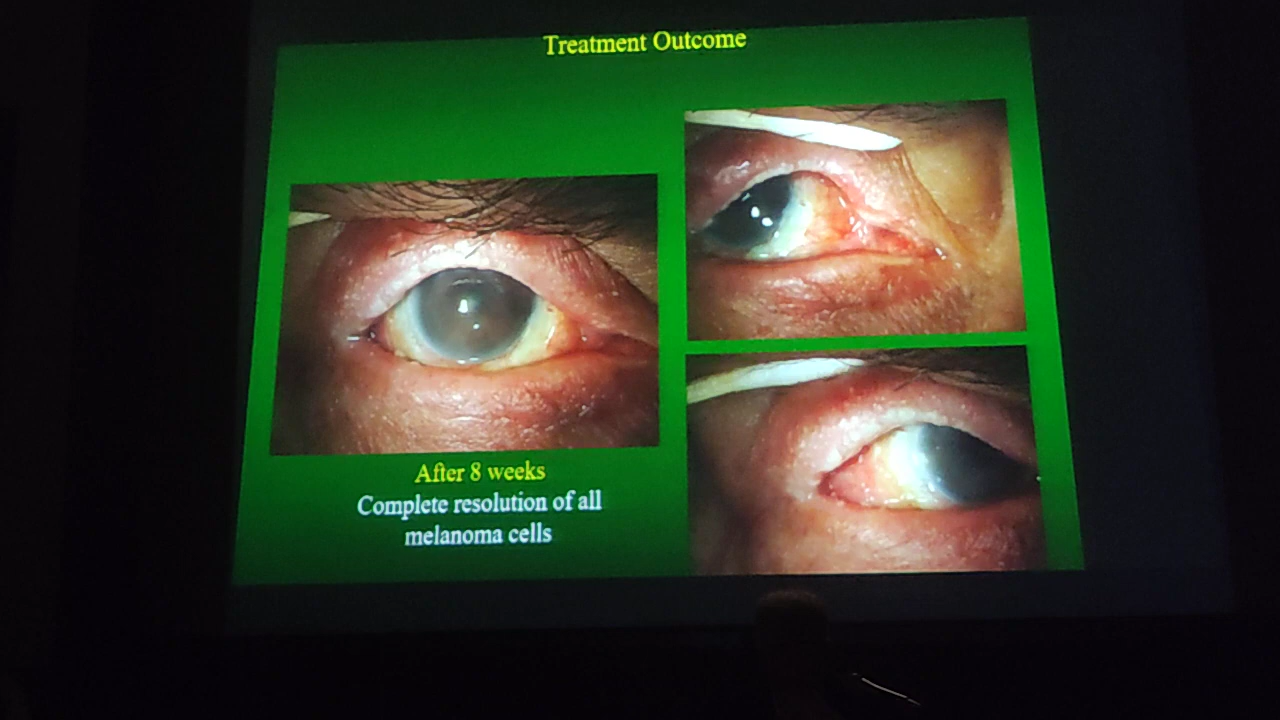 Treatment Outcome
After 8 weeks
Complete resolution of all
melanoma cells